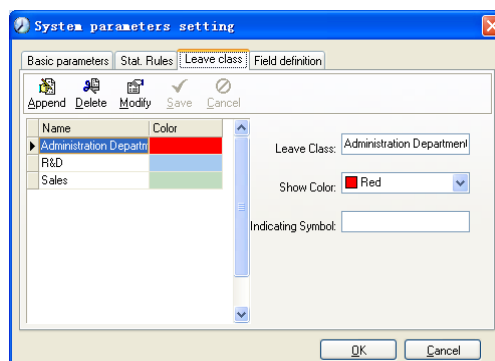 System parameters setting
Basic parameters Stat. Rules Leave class Field definition
Append Delete Modify Save Cancel
Name Color
Administration Departm
R&D
Sales
Leave Class: Administration Department
Show Color: Red
Indicating Symbol:
OK Cancel